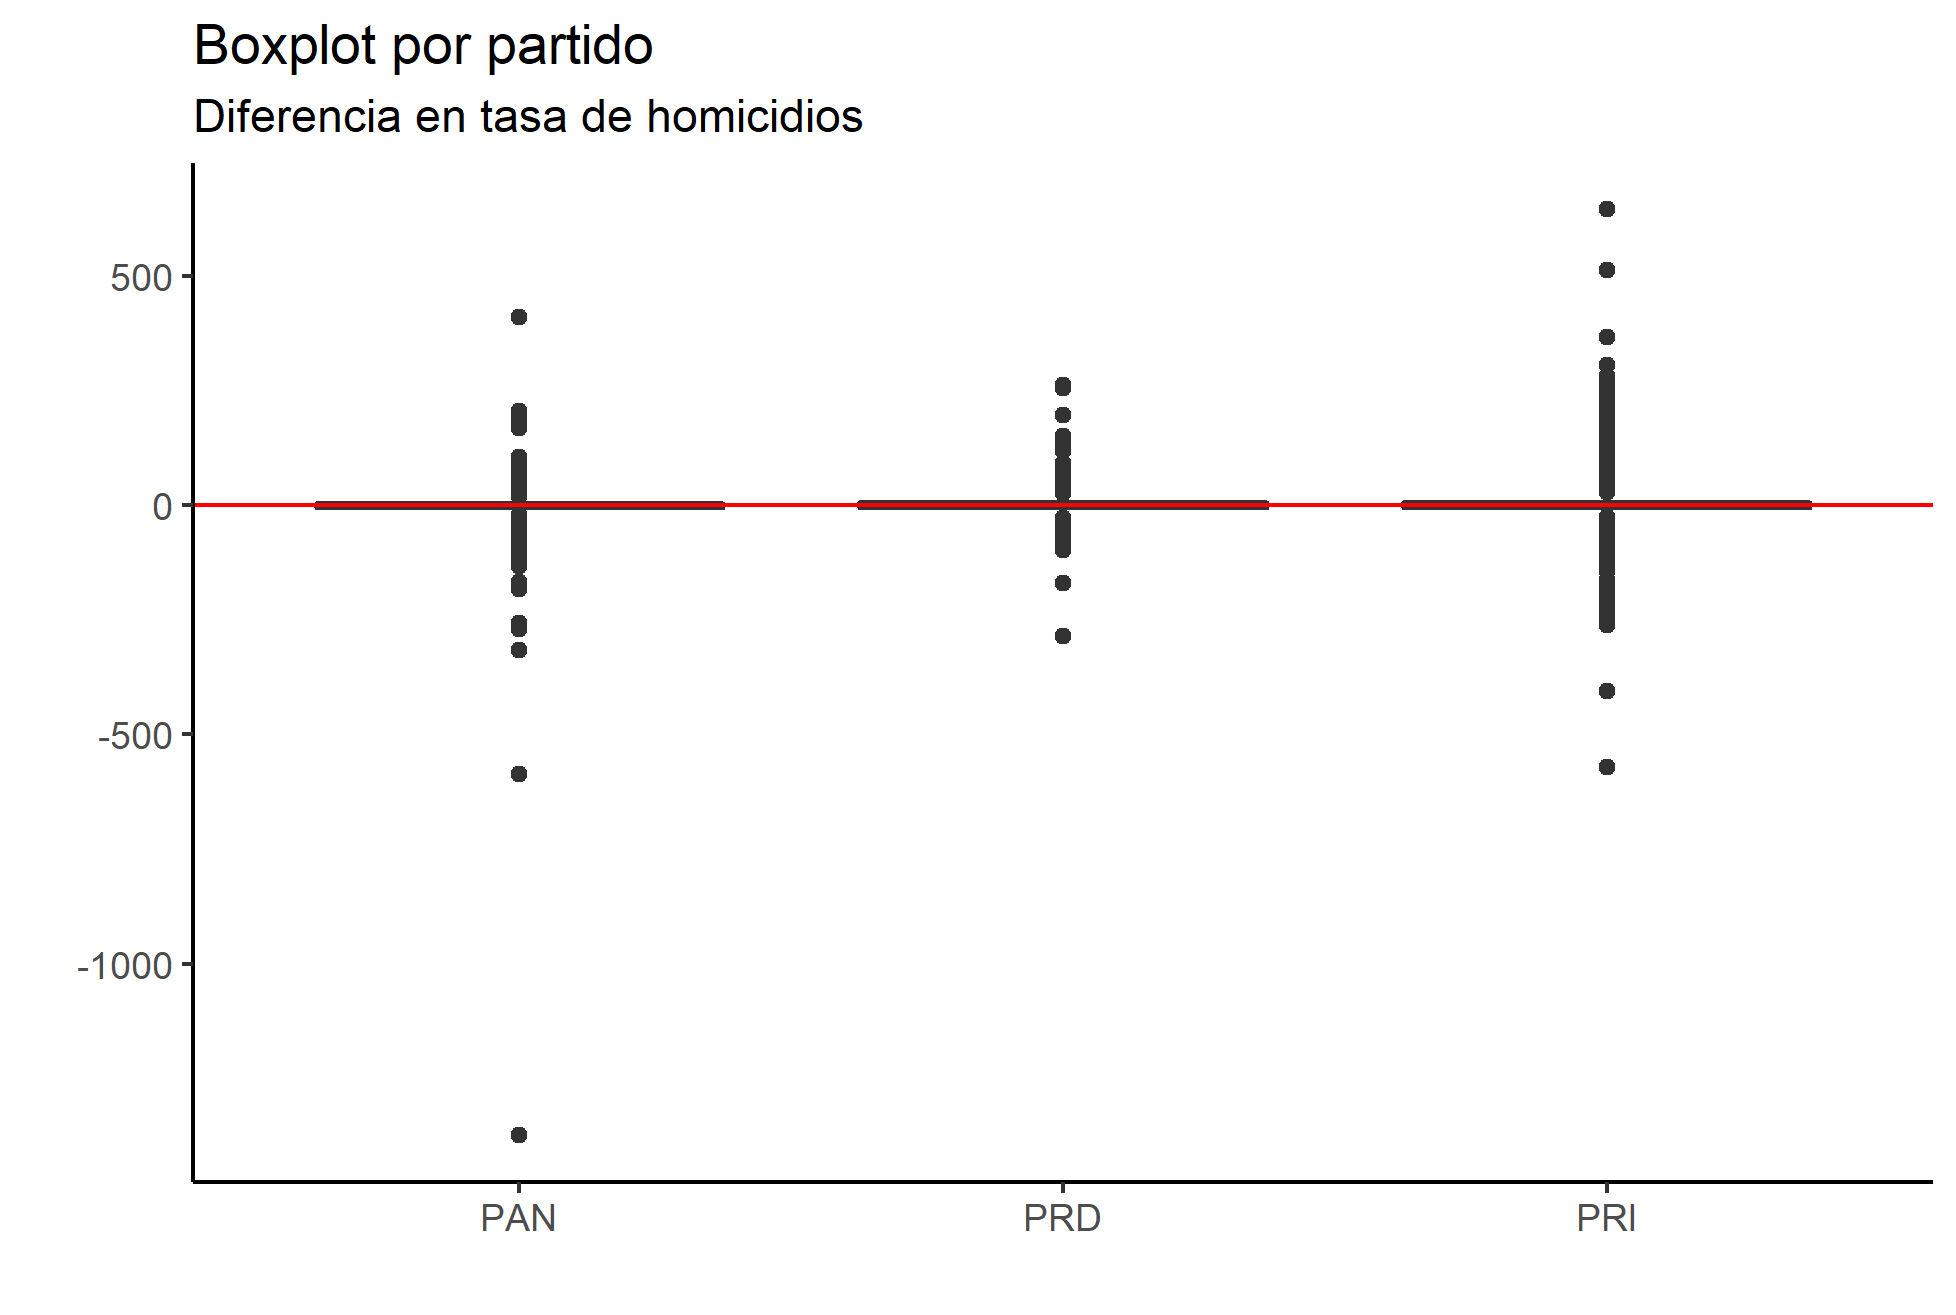 Boxplot por partido
Diferencia en tasa de homicidios
500
0
-500
-1000
PAN PRD PRI